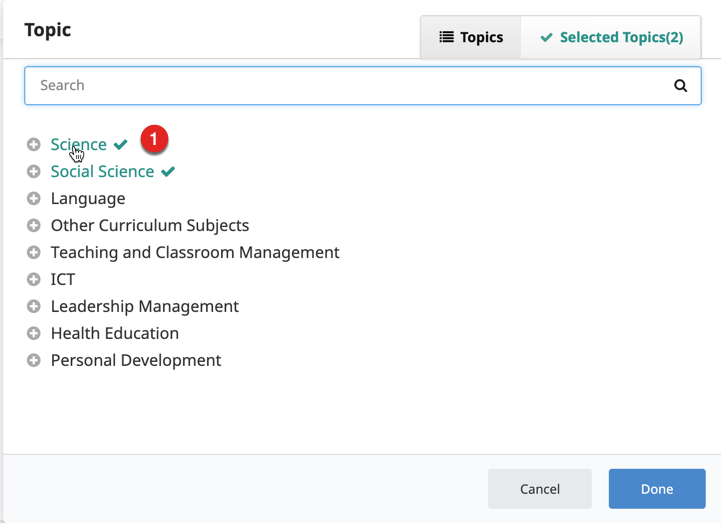 Topic
Topics
Selected Topics(2)
Search
Science
1
Social Science
Language
Other Curriculum Subjects
Teaching and Classroom Management
ICT
Leadership Management
Health Education
Personal Development
Cancel
Done